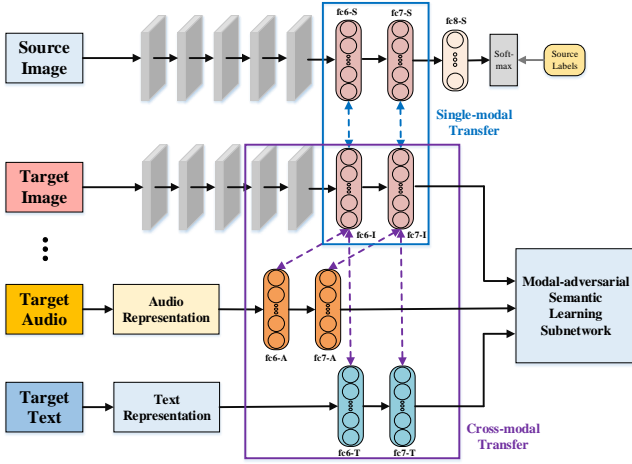 fc6-S
fc7-S
fc8-S
Source
Image
Soft-
max
Source
Labels
Single-modal
Transfer
Target
Image
fc6-I
fc7-I
Target
Audio
Audio
Representation
fc6-A
fc7-A
Modal-adversarial
Semantic
Learning
Subnetwork
Target
Text
Text
Representation
fc6-T
fc7-T
Cross-modal
Transfer